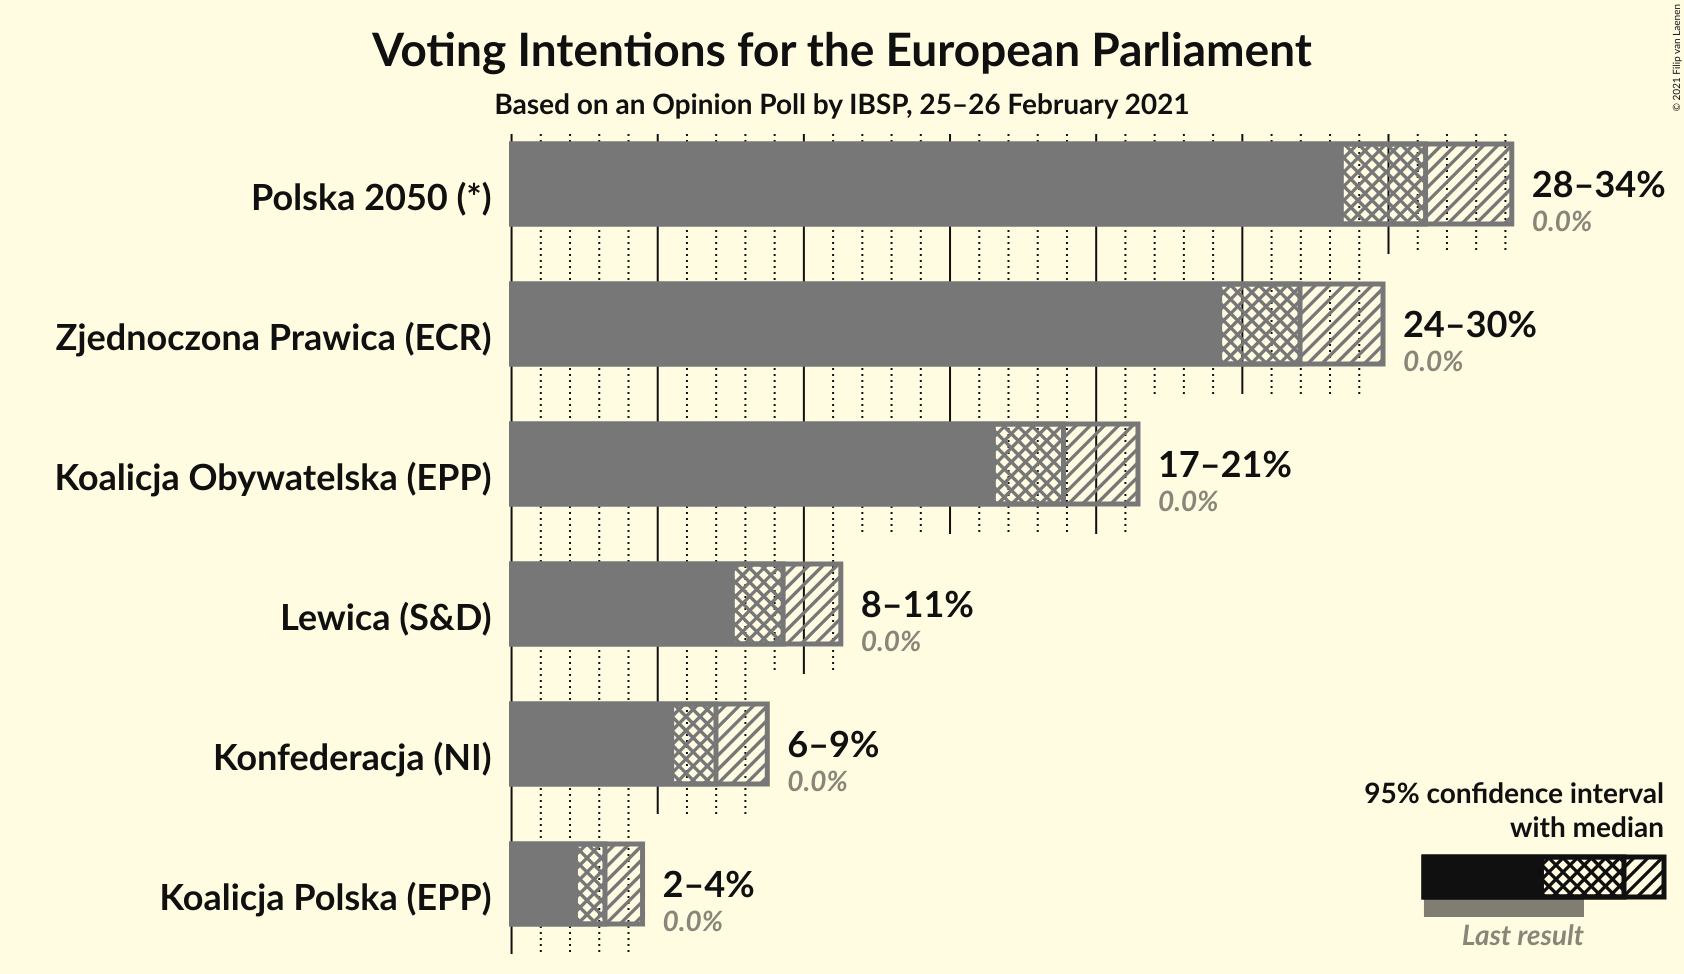 Voting Intentions for the European Parliament
Based on an Opinion Poll by IBSP, 25–26 February 2021
© 2021 Filip van Laenen
Polska 2050 (*)
28–34%
0.0%
Zjednoczona Prawica (ECR)
24–30%
0.0%
Koalicja Obywatelska (EPP)
17–21%
0.0%
Lewica (S&D)
8–11%
0.0%
Konfederacja (NI)
6–9%
0.0%
Koalicja Polska (EPP)
2–4%
0.0%
95% confidence interval
with median
Last result